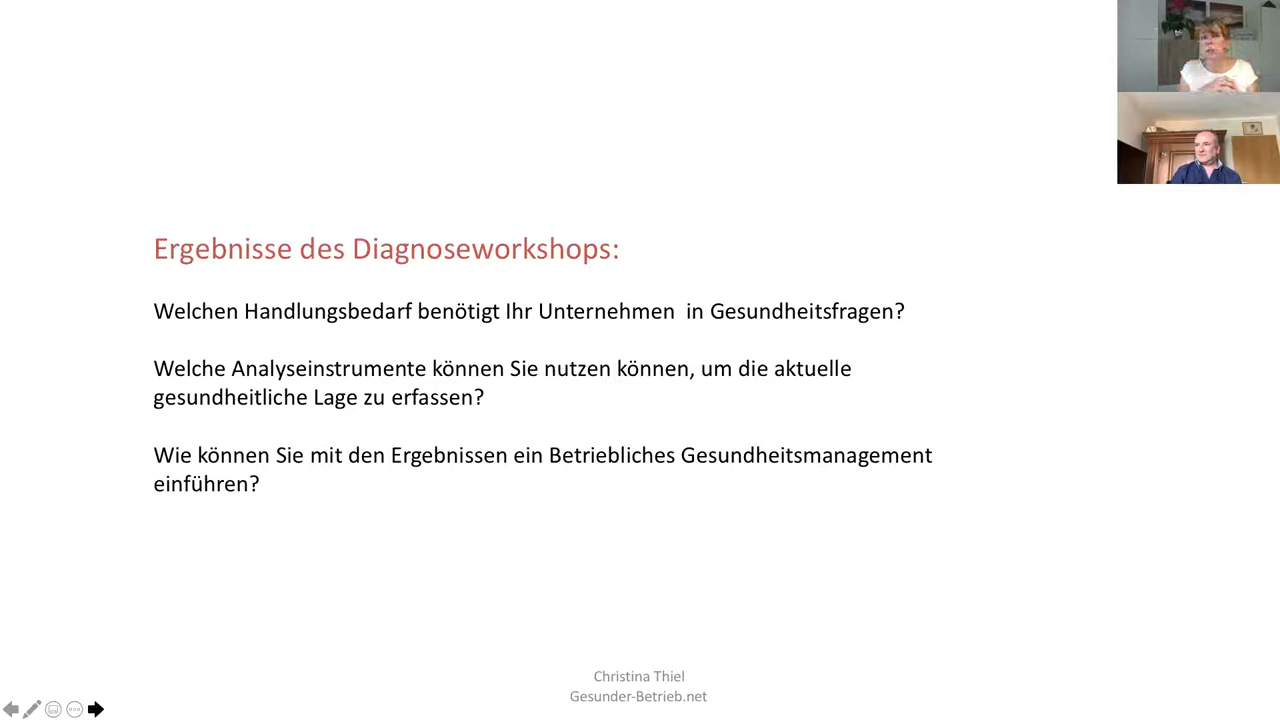 Ergebnisse des Diagnoseworkshops:
Welchen Handlungsbedarf benötigt Ihr Unternehmen in Gesundheitsfragen?
Welche Analyseinstrumente können Sie nutzen können, um die aktuelle
gesundheitliche Lage zu erfassen?
Wie können Sie mit den Ergebnissen ein Betriebliches Gesundheitsmanagement
einführen?
Christina Thiel
Gesunder-Betrieb.net